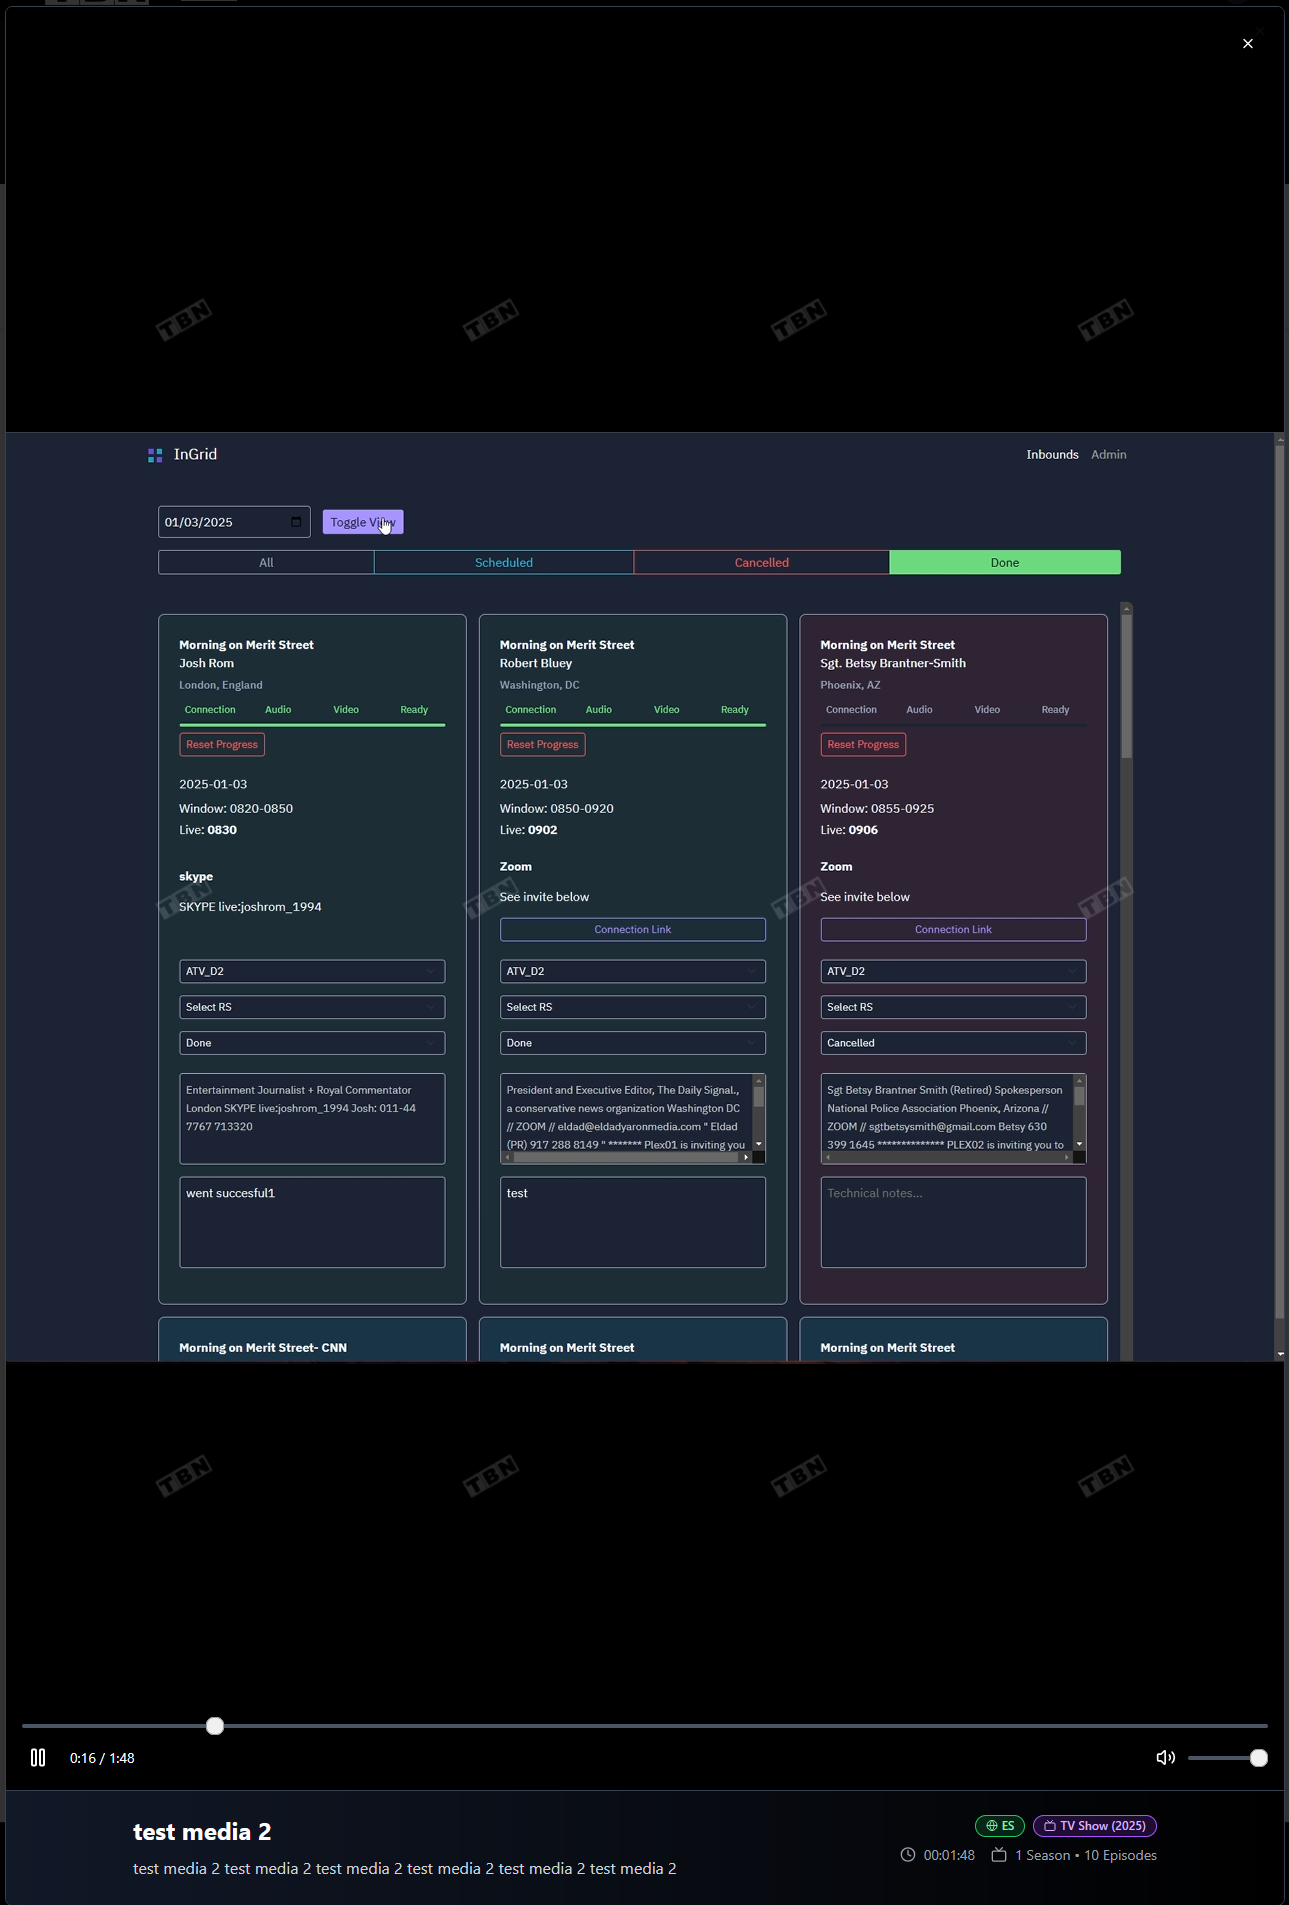 TBN TBN TBN TBN
InGrid
Inbounds Admin
01/03/2025
Toggle View
All Scheduled Cancelled Done
Morning on Merit Street
Josh Rom
London, England
Connection Audio Video Ready
Reset Progress
2025-01-03
Window: 0820-0850
Live: 0830
skype
SKYPE live:joshrom_1994
ATV_D2
Select RS
Done
Entertainment Journalist + Royal Commentator
London SKYPE live:joshrom_1994 Josh: 011-44
7767 713320
went succesful1
Morning on Merit Street
Robert Bluey
Washington, DC
Connection Audio Video Ready
Reset Progress
2025-01-03
Window: 0850-0920
Live: 0902
Zoom
See invite below
Connection Link
ATV_D2
Select RS
Done
President and Executive Editor, The Daily Signal.,
a conservative news organization Washington DC
// ZOOM // eldad@eldadyaronmedia.com " Eldad
(PR) 917 288 8149 " ******* Plex01 is inviting you
test
Morning on Merit Street
Sgt. Betsy Brantner-Smith
Phoenix, AZ
Connection Audio Video Ready
Reset Progress
2025-01-03
Window: 0855-0925
Live: 0906
Zoom
See invite below
Connection Link
ATV_D2
Select RS
Cancelled
Sgt Betsy Brantner Smith (Retired) Spokesperson
National Police Association Phoenix, Arizona //
ZOOM // sgtbetsysmith@gmail.com Betsy 630
399 1645 ************** PLEX02 is inviting you to
Technical notes...
TBN TBN TBN TBN
Morning on Merit Street- CNN
Morning on Merit Street
Morning on Merit Street
TBN TBN TBN TBN
0:16 / 1:48
test media 2
ES TV Show (2025)
00:01:48 1 Season • 10 Episodes
test media 2 test media 2 test media 2 test media 2 test media 2 test media 2